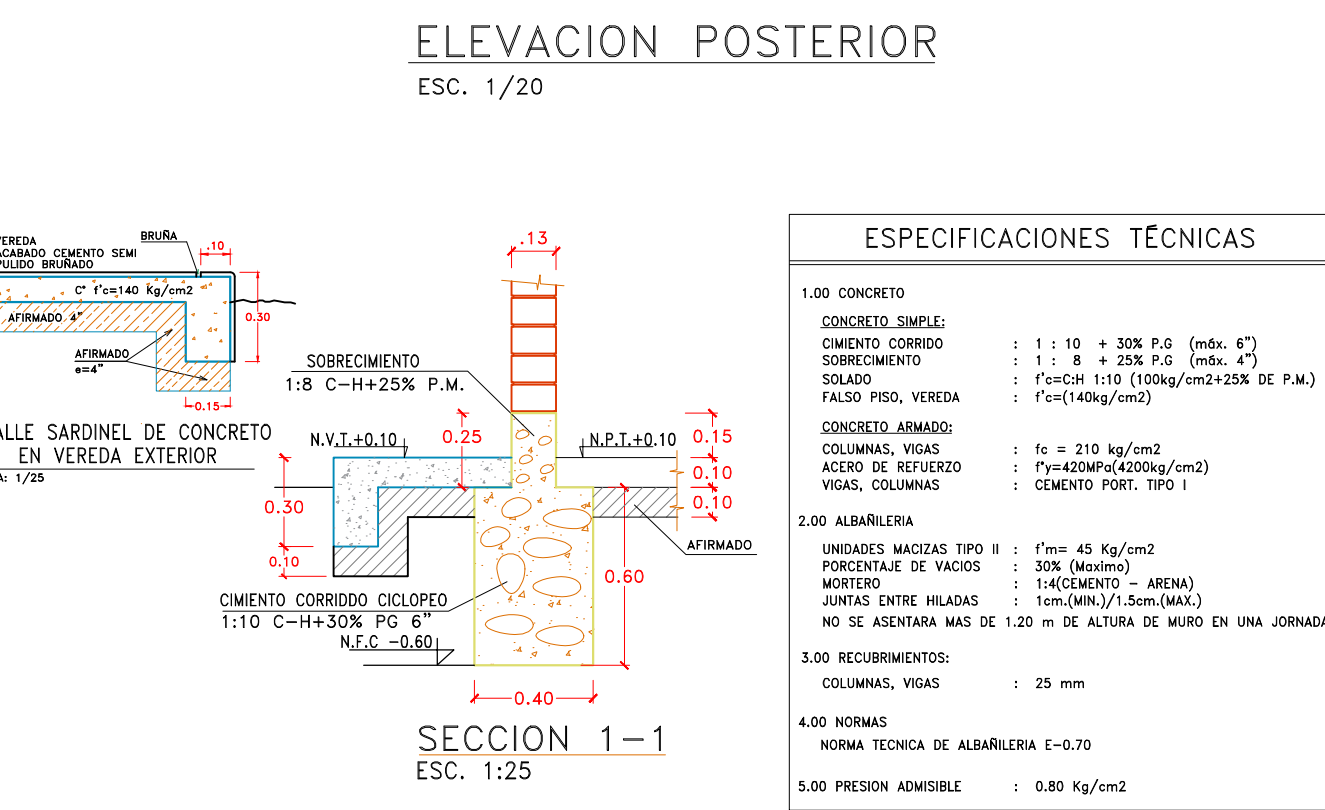 ELEVACION POSTERIOR
ESC. 1/20
ACABADO CEMENTO SEMI
BRUÑADO
BRUÑA
.10
C° f'c=140 Kg/cm2
AFIRMADO 4"
0.30
AFIRMADO
e=4"
0.15
SARDINEL DE CONCRETO
EN VEREDA EXTERIOR
1/25
.13
SOBRECIMIENTO
1:8 C-H+25% P.M.
N.V.T.+0.10
0.25
N.P.T.+0.10
0.15
0.10
0.10
0.30
0.10
AFIRMADO
0.60
CIMIENTO CORRIDDO CICLOPEO
1:10 C-H+30% PG 6"
N.F.C -0.60
0.40
SECCION 1-1
ESC. 1:25
ESPECIFICACIONES TÉCNICAS
1.00 CONCRETO
CONCRETO SIMPLE:
CIMIENTO CORRIDO : 1 : 10 + 30% P.G (máx. 6")
SOBRECIMIENTO : 1 : 8 + 25% P.G (máx. 4")
SOLADO : f'c=C:H 1:10 (100kg/cm2+25% DE P.M.)
FALSO PISO, VEREDA : f'c=(140kg/cm2)
CONCRETO ARMADO:
COLUMNAS, VIGAS : fc = 210 kg/cm2
ACERO DE REFUERZO : f'y=420MPa(4200kg/cm2)
VIGAS, COLUMNAS : CEMENTO PORT. TIPO I
2.00 ALBAÑILERIA
UNIDADES MACIZAS TIPO II : f'm= 45 Kg/cm2
PORCENTAJE DE VACIOS : 30% (Maximo)
MORTERO : 1:4(CEMENTO - ARENA)
JUNTAS ENTRE HILADAS : 1cm.(MIN.)/1.5cm.(MAX.)
NO SE ASENTARA MAS DE 1.20 m DE ALTURA DE MURO EN UNA JORNADA
3.00 RECUBRIMIENTOS:
COLUMNAS, VIGAS : 25 mm
4.00 NORMAS
NORMA TECNICA DE ALBAÑILERIA E-0.70
5.00 PRESION ADMISIBLE : 0.80 Kg/cm2